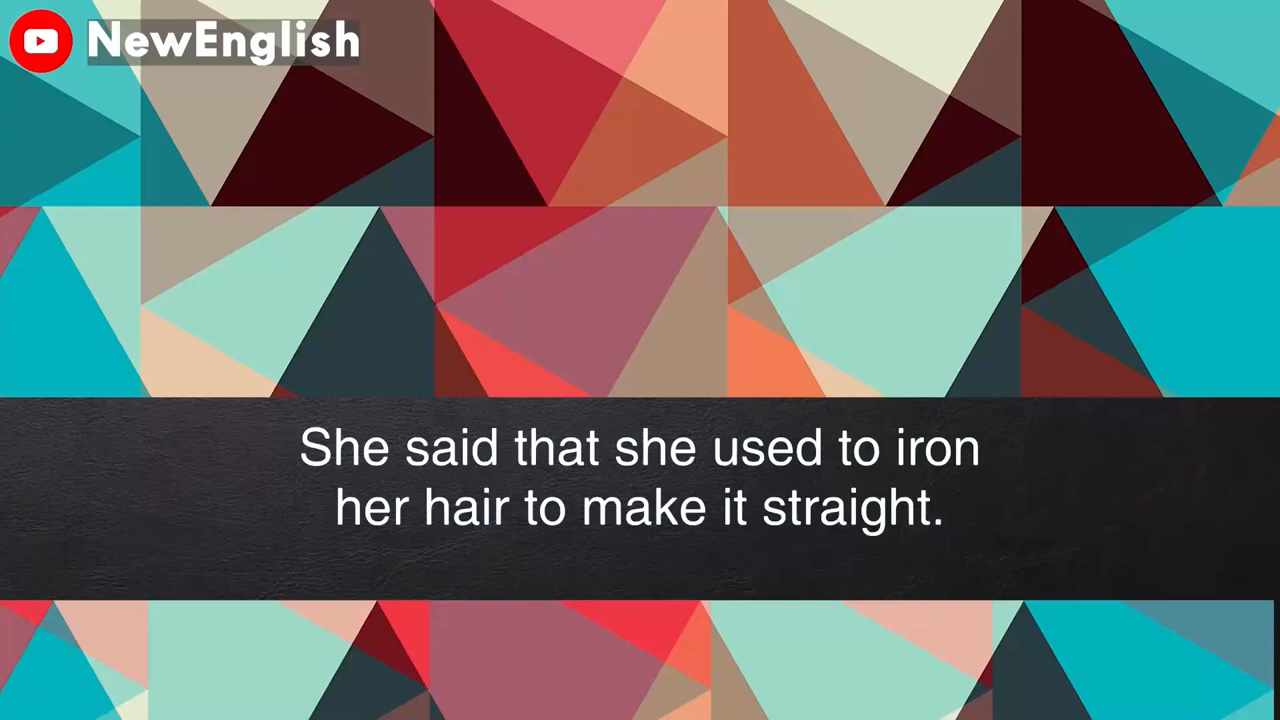 NewEnglish
She said that she used to iron
her hair to make it straight.